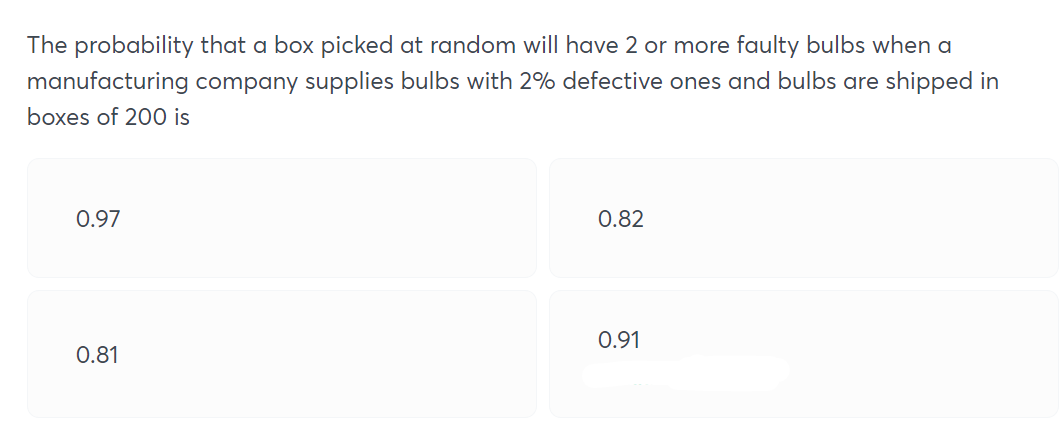 The probability that a box picked at random will have 2 or more faulty bulbs when a
manufacturing company supplies bulbs with 2% defective ones and bulbs are shipped in
boxes of 200 is
0.97
0.82
0.81
0.91